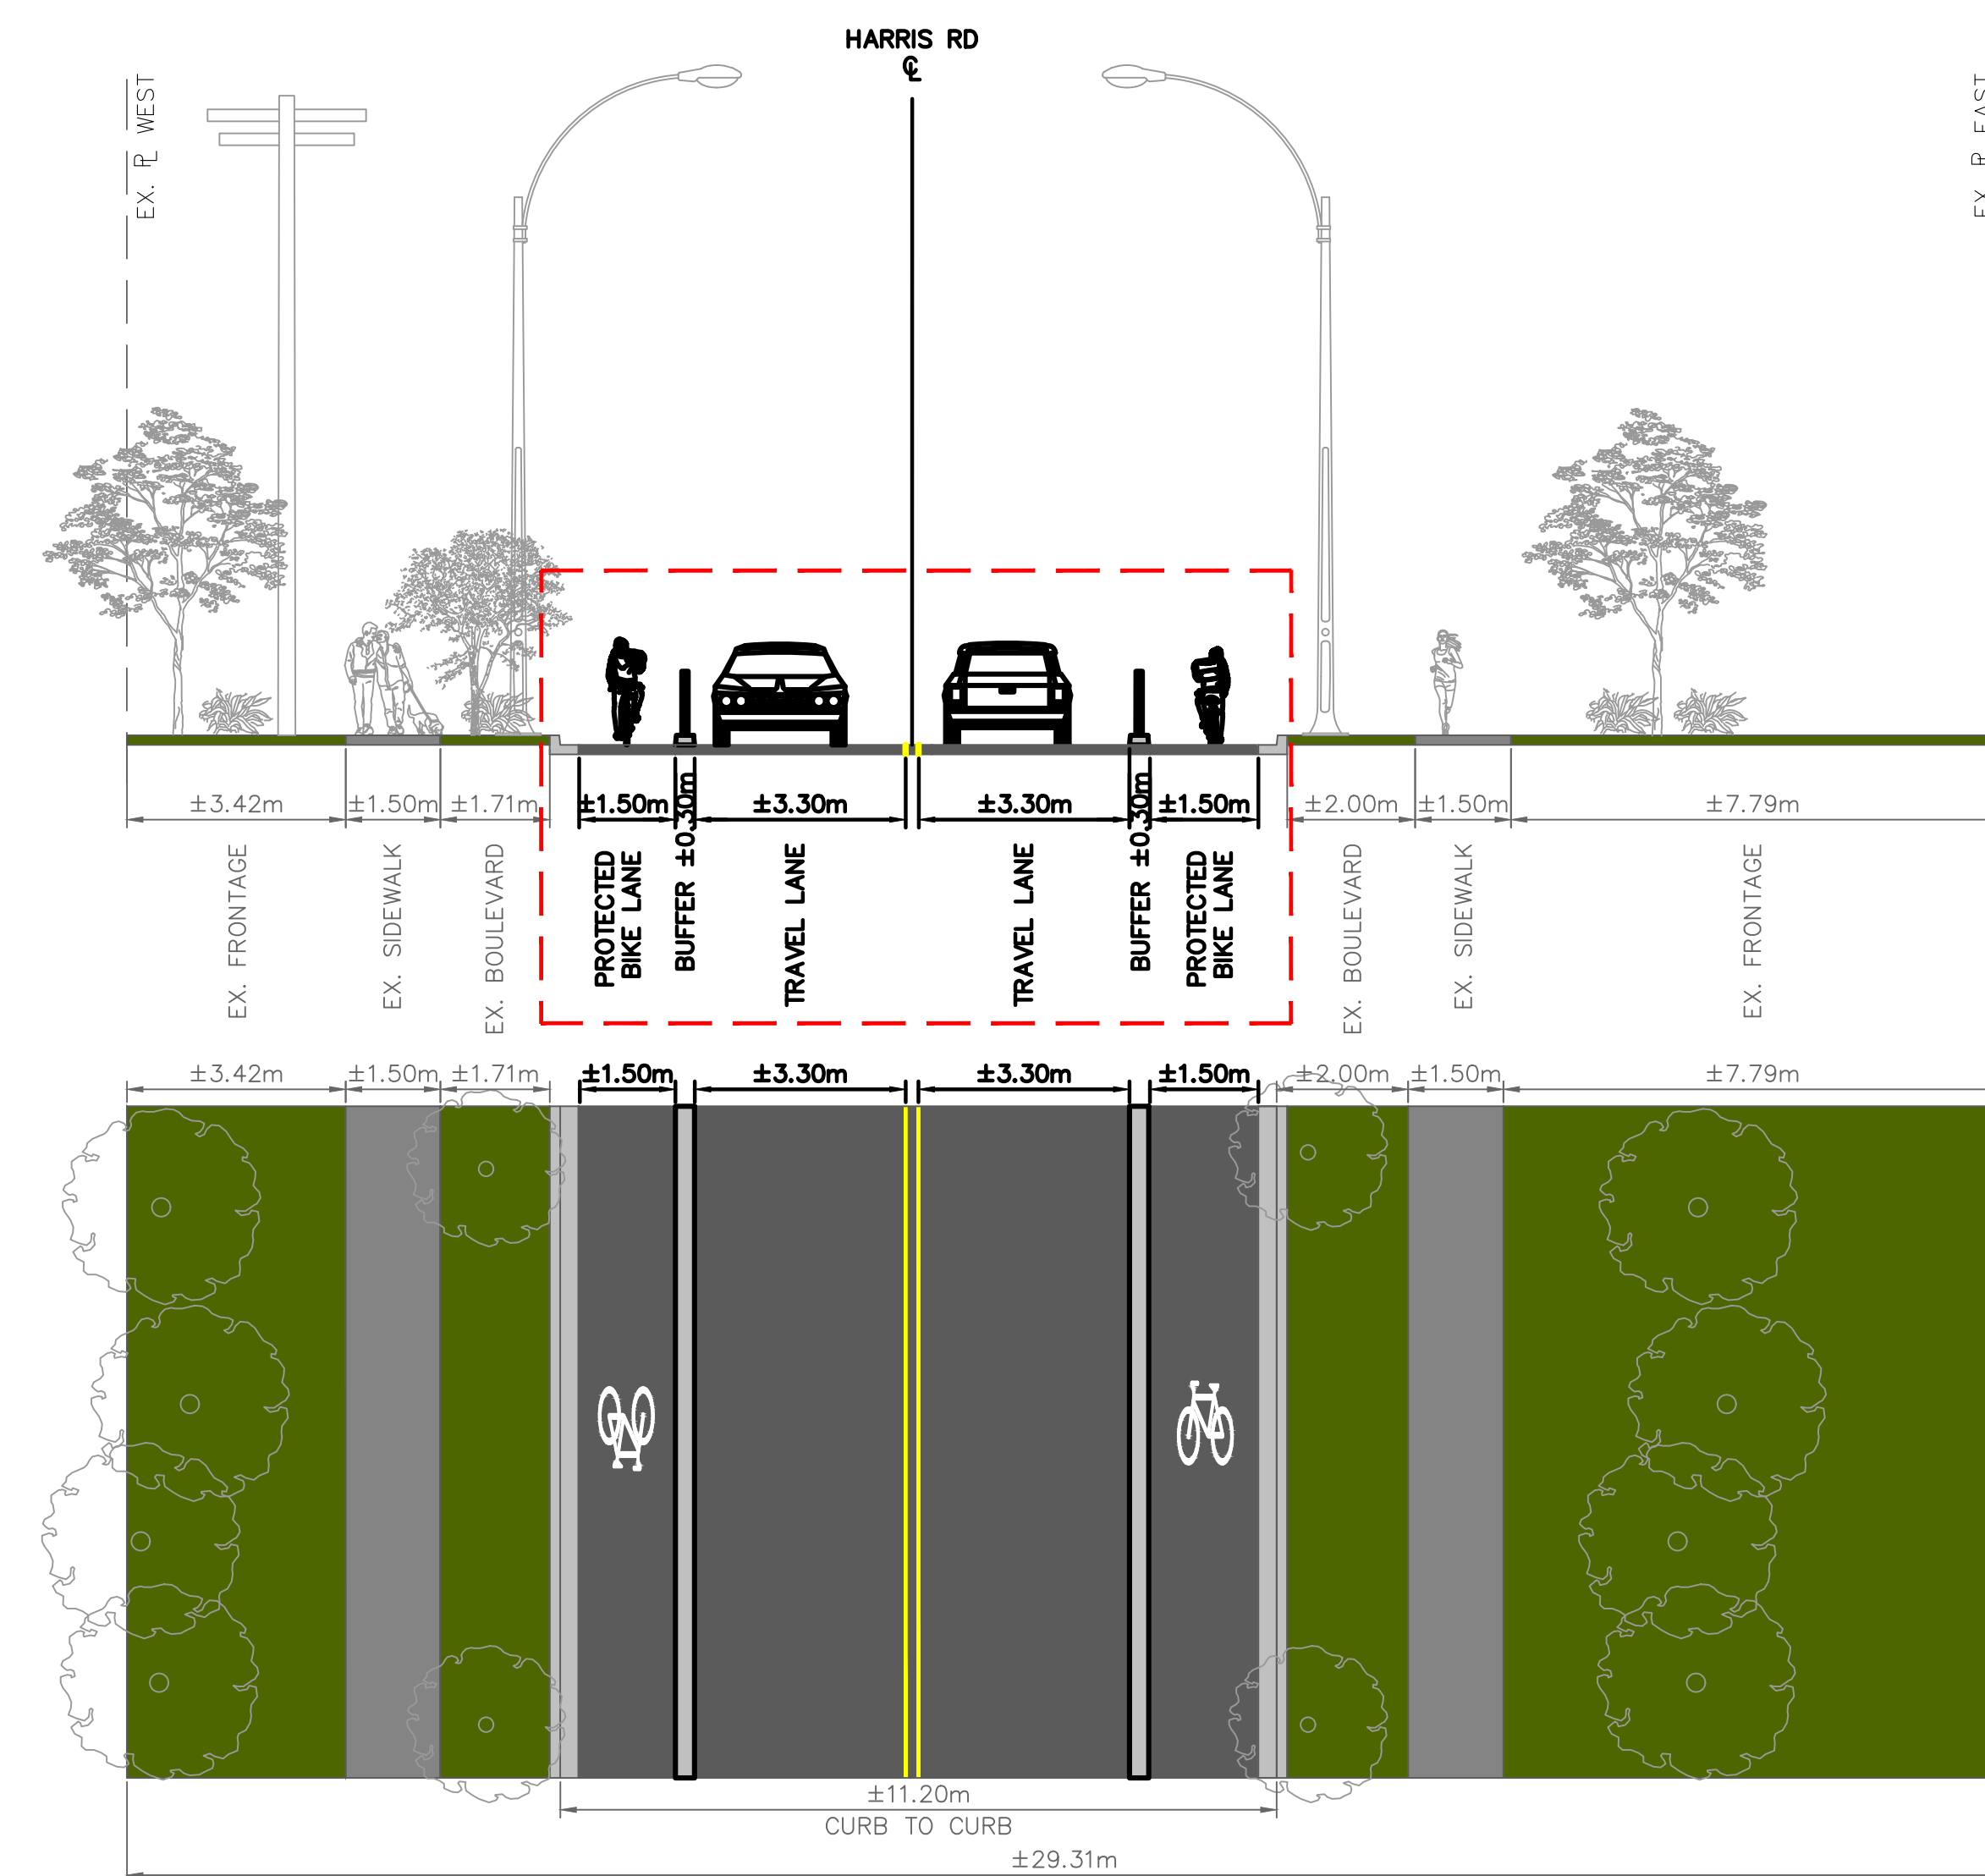 HARRIS RD
℄
EX. ⅊ WEST
EX. ⅊ EAST
±3.42m
±1.50m
±1.71m
±1.50m
±3.30m
±3.30m
±1.50m
±2.00m
±1.50m
±7.79m
EX. FRONTAGE
EX. SIDEWALK
EX. BOULEVARD
PROTECTED
BIKE LANE
BUFFER ±0.30m
TRAVEL LANE
TRAVEL LANE
BUFFER ±0.30m
PROTECTED
BIKE LANE
EX. BOULEVARD
EX. SIDEWALK
EX. FRONTAGE
±3.42m
±1.50m
±1.71m
±1.50m
±3.30m
±3.30m
±1.50m
±2.00m
±1.50m
±7.79m
±11.20m
CURB TO CURB
±29.31m